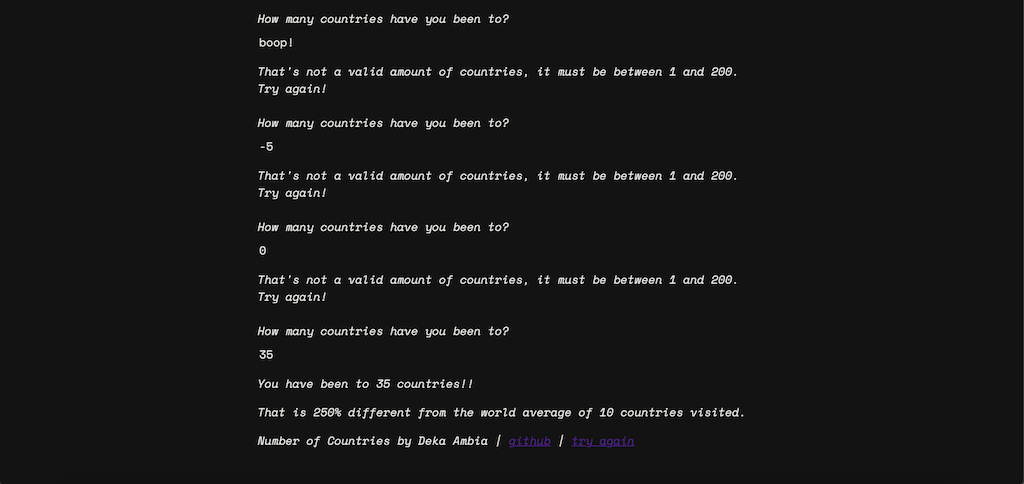 How many countries have you been to?
boop!
That's not a valid amount of countries, it must be between 1 and 200.
Try again!
How many countries have you been to?
-5
That's not a valid amount of countries, it must be between 1 and 200.
Try again!
How many countries have you been to?
0
That's not a valid amount of countries, it must be between 1 and 200.
Try again!
How many countries have you been to?
35
You have been to 35 countries!!
That is 250% different from the world average of 10 countries visited.
Number of Countries by Deka Ambia | github | try again